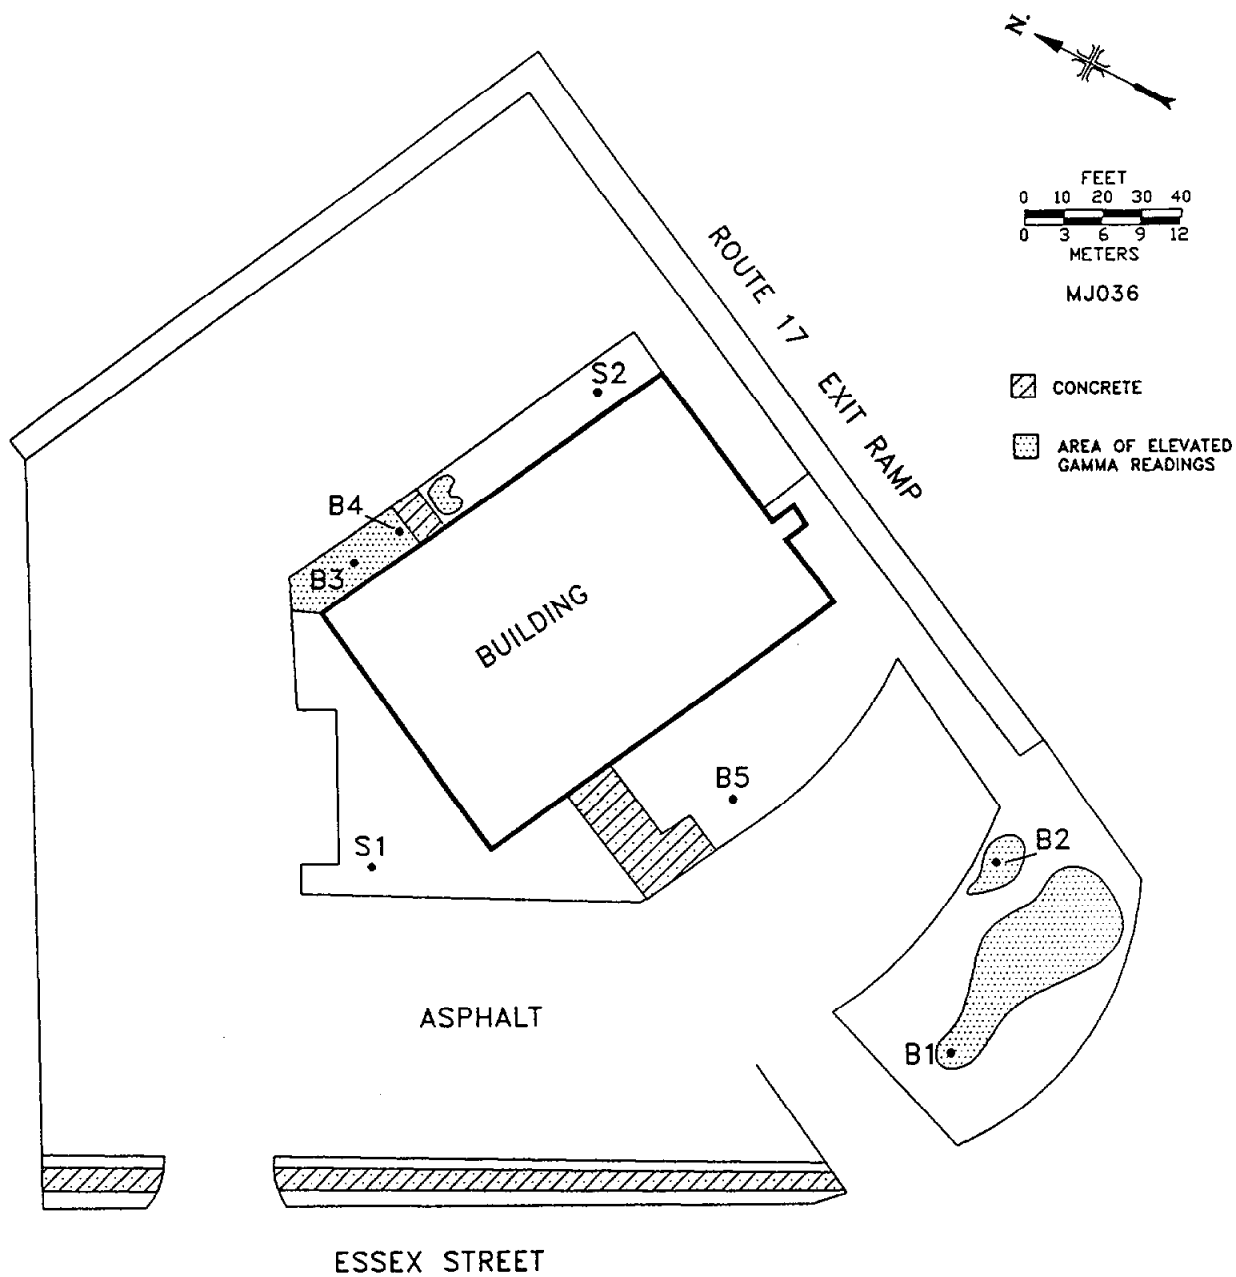 N.
FEET
0 10 20 30 40
0 3 6 9 12
METERS
MJ036
ROUTE 17 EXIT RAMP
CONCRETE
AREA OF ELEVATED
GAMMA READINGS
S2
B4
B3
BUILDING
B5
S1
B2
ASPHALT
B1
ESSEX STREET